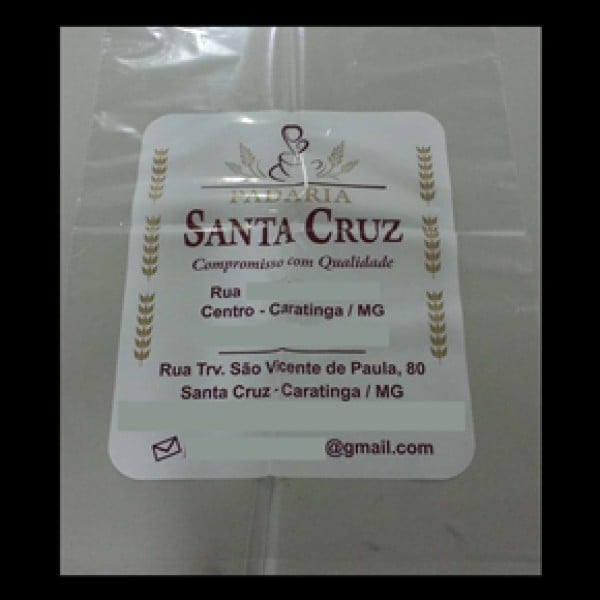 PADARIA
SANTA CRUZ
Compromisso com Qualidade
Rua
Centro - Caratinga / MG
Rua Trv. São Vicente de Paula, 80
Santa Cruz - Caratinga / MG
@gmail.com